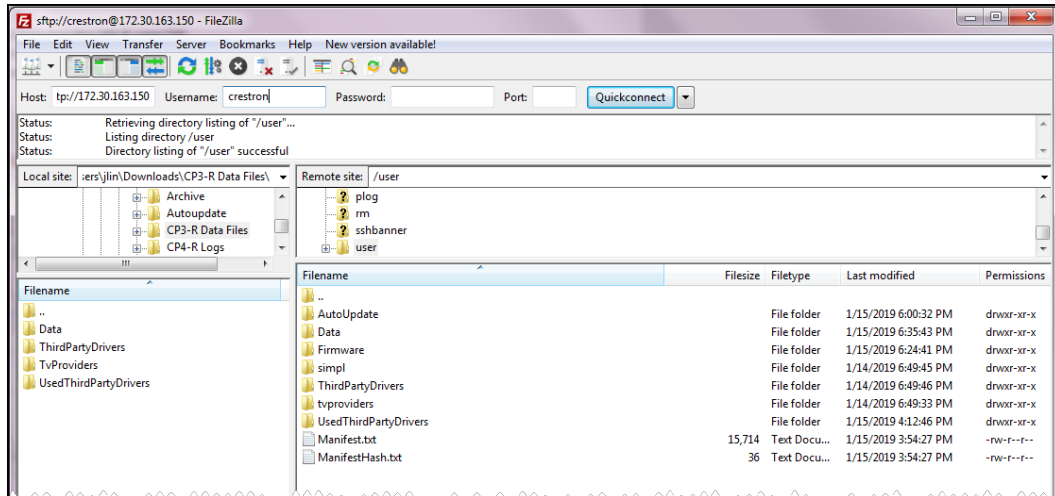 sftp://crestron@172.30.163.150 - FileZilla
File Edit View Transfer Server Bookmarks Help New version available!
Host: tp://172.30.163.150 Username: crestron Password: Port: Quickconnect
Status: Retrieving directory listing of "/user"...
Status: Listing directory /user
Status: Directory listing of "/user" successful
Local site: :ers\jlin\Downloads\CP3-R Data Files\
Archive
Autoupdate
CP3-R Data Files
CP4-R Logs
Filename
..
Data
ThirdPartyDrivers
TvProviders
UsedThirdPartyDrivers
Remote site: /user
? plog
? rm
? sshbanner
user
Filename Filesize Filetype Last modified Permissions
..
AutoUpdate File folder 1/15/2019 6:00:32 PM drwxr-xr-x
Data File folder 1/15/2019 6:35:43 PM drwxr-xr-x
Firmware File folder 1/15/2019 6:24:41 PM drwxr-xr-x
simpl File folder 1/14/2019 6:49:45 PM drwxr-xr-x
ThirdPartyDrivers File folder 1/14/2019 6:49:46 PM drwxr-xr-x
tvproviders File folder 1/14/2019 6:49:33 PM drwxr-xr-x
UsedThirdPartyDrivers File folder 1/15/2019 4:12:46 PM drwxr-xr-x
Manifest.txt 15,714 Text Docu... 1/15/2019 3:54:27 PM -rw-r--r--
ManifestHash.txt 36 Text Docu... 1/15/2019 3:54:27 PM -rw-r--r--